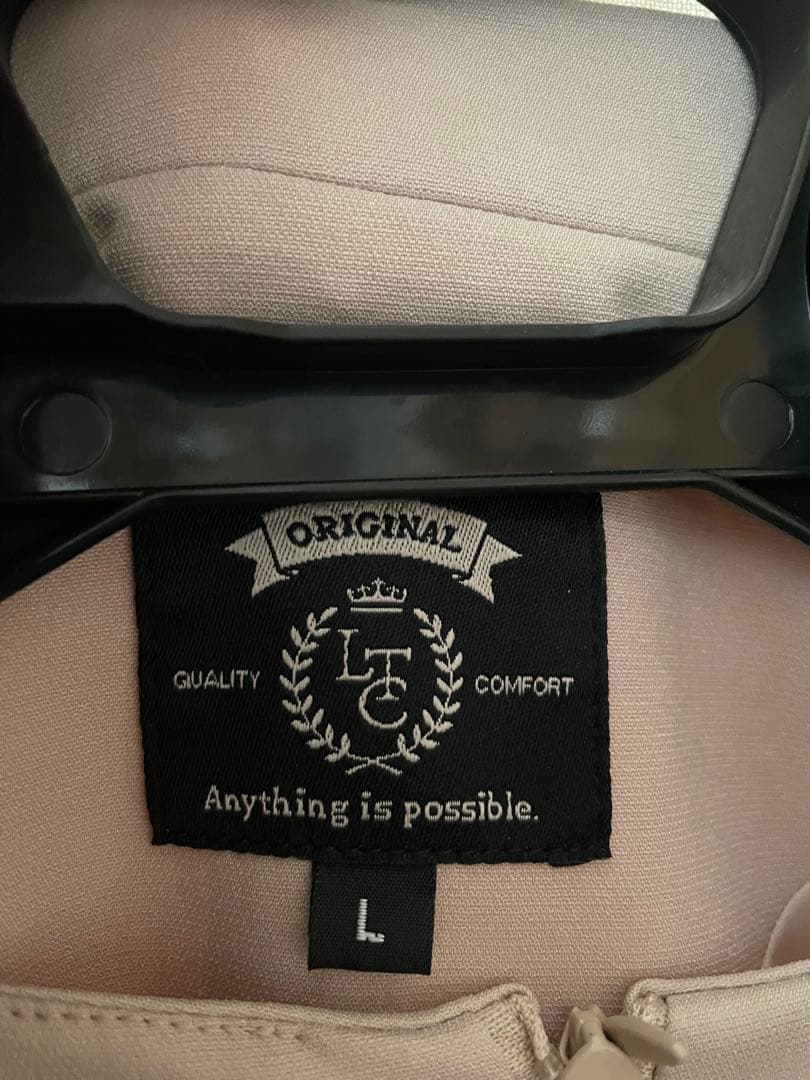 ORIGINAL
LTC
QUALITY
COMFORT
Anything is possible.
L